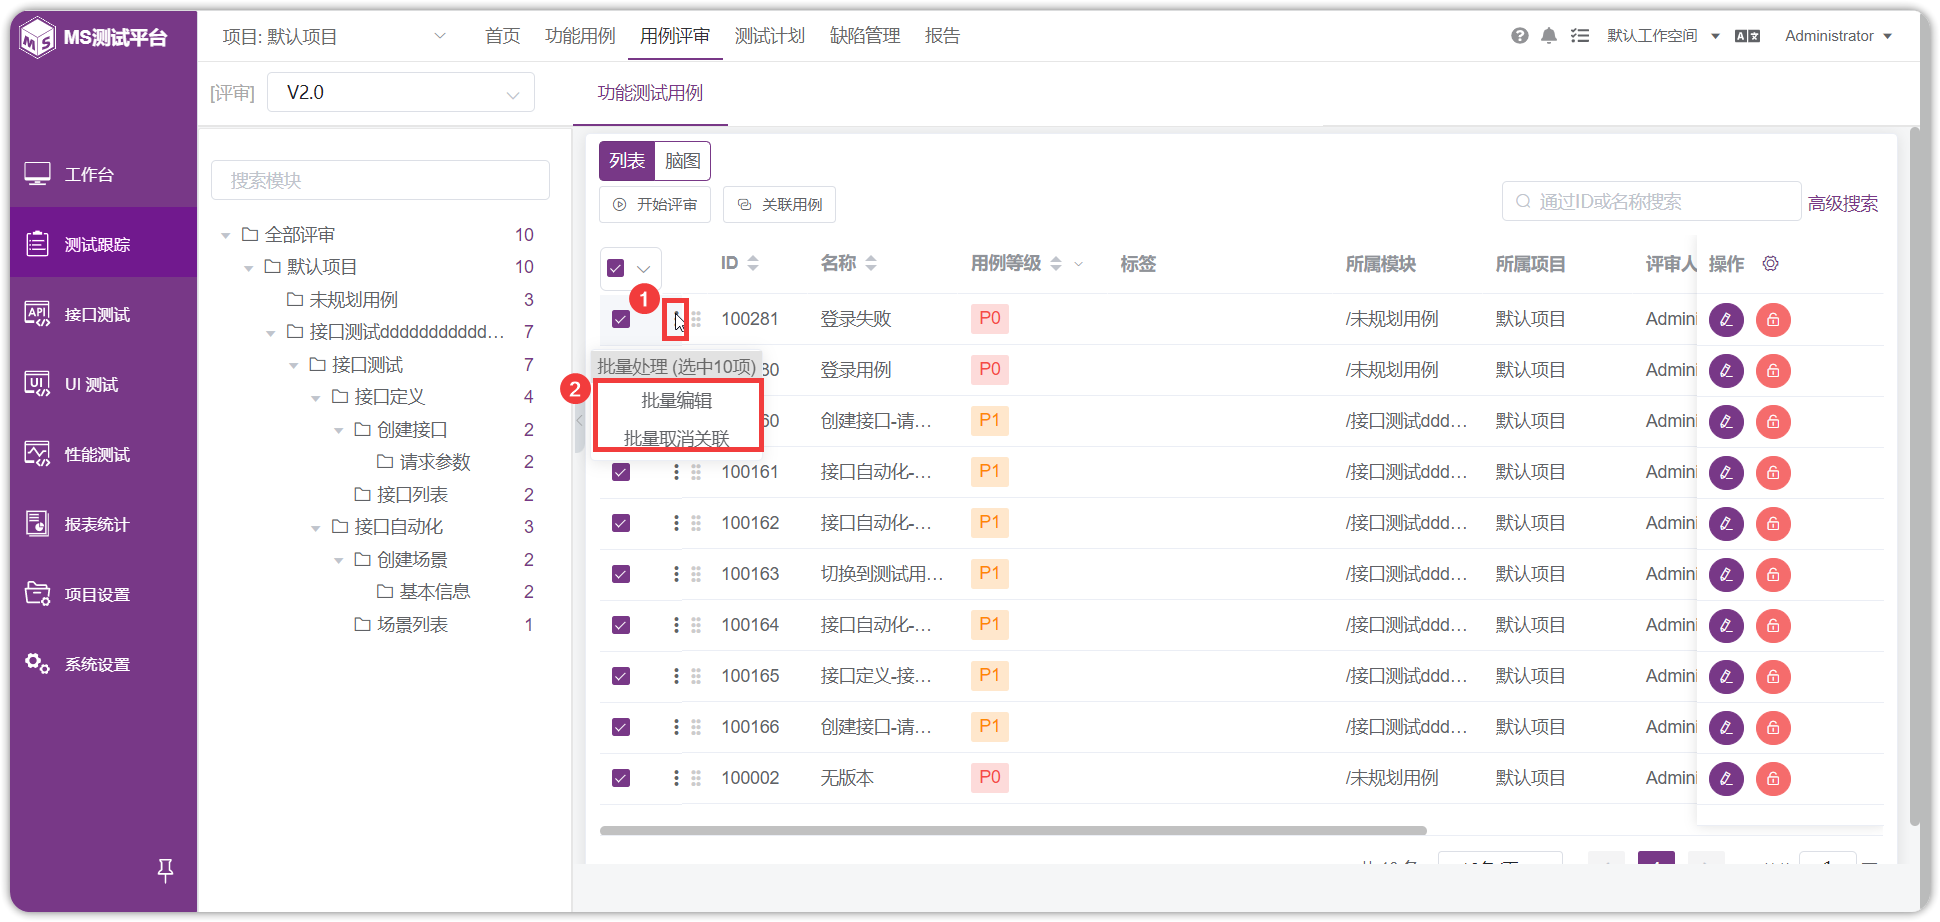 MS测试平台
项目: 默认项目
首页 功能用例 用例评审 测试计划 缺陷管理 报告
默认工作空间
Administrator
[评审] V2.0
功能测试用例
工作台
测试跟踪
接口测试
UI 测试
性能测试
报表统计
项目设置
系统设置
搜索模块
全部评审 10
默认项目 10
未规划用例 3
接口测试ddddddddddd... 7
接口测试 7
接口定义 4
创建接口 2
请求参数 2
接口列表 2
接口自动化 3
创建场景 2
基本信息 2
场景列表 1
列表 脑图
开始评审 关联用例
通过ID或名称搜索 高级搜索
ID 名称 用例等级 标签 所属模块 所属项目 评审人 操作
1
100281 登录失败 P0 /未规划用例 默认项目 Admini
批量处理 (选中10项)
80 登录用例 P0 /未规划用例 默认项目 Admini
2
批量编辑
60 创建接口-请... P1 /接口测试ddd... 默认项目 Admini
批量取消关联
100161 接口自动化-... P1 /接口测试ddd... 默认项目 Admini
100162 接口自动化-... P1 /接口测试ddd... 默认项目 Admini
100163 切换到测试用... P1 /接口测试ddd... 默认项目 Admini
100164 接口自动化-... P1 /接口测试ddd... 默认项目 Admini
100165 接口定义-接... P1 /接口测试ddd... 默认项目 Admini
100166 创建接口-请... P1 /接口测试ddd... 默认项目 Admini
100002 无版本 P0 /未规划用例 默认项目 Admini